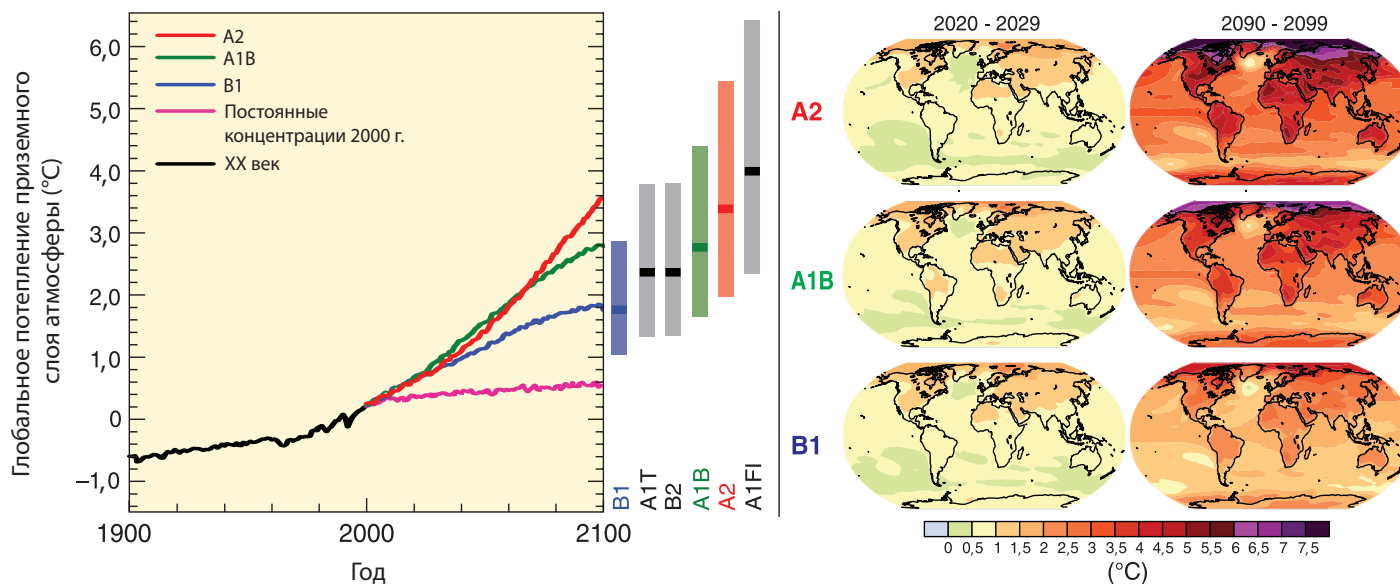 Глобальное потепление приземного
слоя атмосферы (°C)
6,0
5,0
4,0
3,0
2,0
1,0
0
–1,0
A2
A1B
B1
Постоянные
концентрации 2000 г.
XX век
1900
2000
2100
Год
B1
A1T
B2
A1B
A2
A1FI
2020 - 2029
2090 - 2099
A2
A1B
B1
0 0,5 1 1,5 2 2,5 3 3,5 4 4,5 5 5,5 6 6,5 7 7,5
(°C)